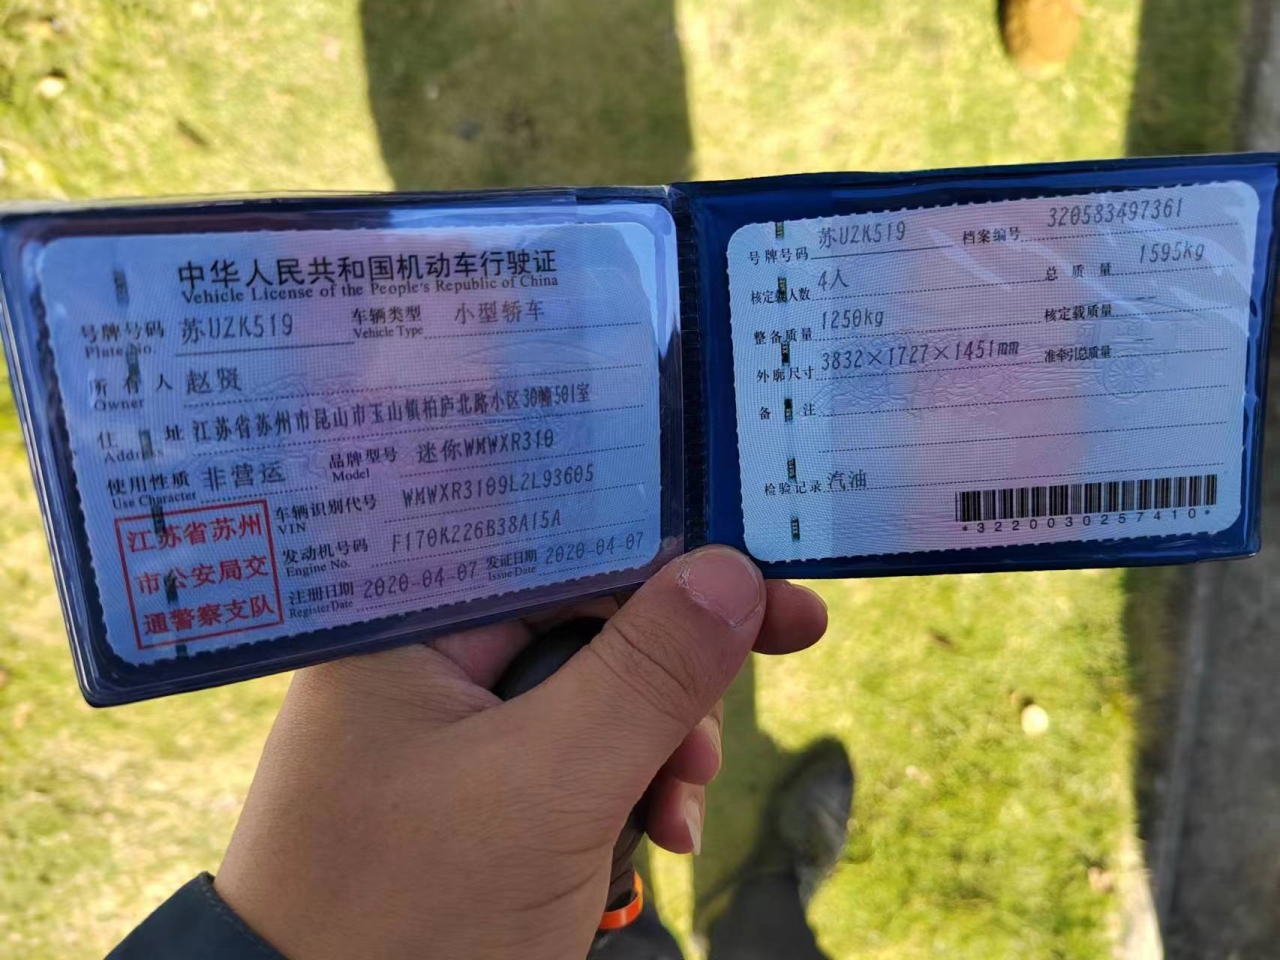 中华人民共和国机动车行驶证
Vehicle License of the People's Republic of China
号牌号码 苏UZK519 车辆类型 小型轿车
Plate No. Vehicle Type
所有人 赵贤
Owner
住址 江苏省苏州市昆山市玉山镇柏庐北路小区30幢501室
Address
使用性质 非营运 品牌型号 迷你WMWXR310
Use Character Model
江苏省苏州市公安局交通警察支队
车辆识别代号 WMWXR3109L2L93605
VIN
发动机号码 F170K226B38A15A
Engine No.
注册日期 2020-04-07 发证日期 2020-04-07
Register Date Issue Date
号牌号码 苏UZK519 档案编号 320583497361
核定载人数 4人 总质量 1595kg
整备质量 1250kg 核定载质量 --
外廓尺寸 3832×1727×1451mm 准牵引总质量 --
备注
检验记录 汽油
*3220030257410*